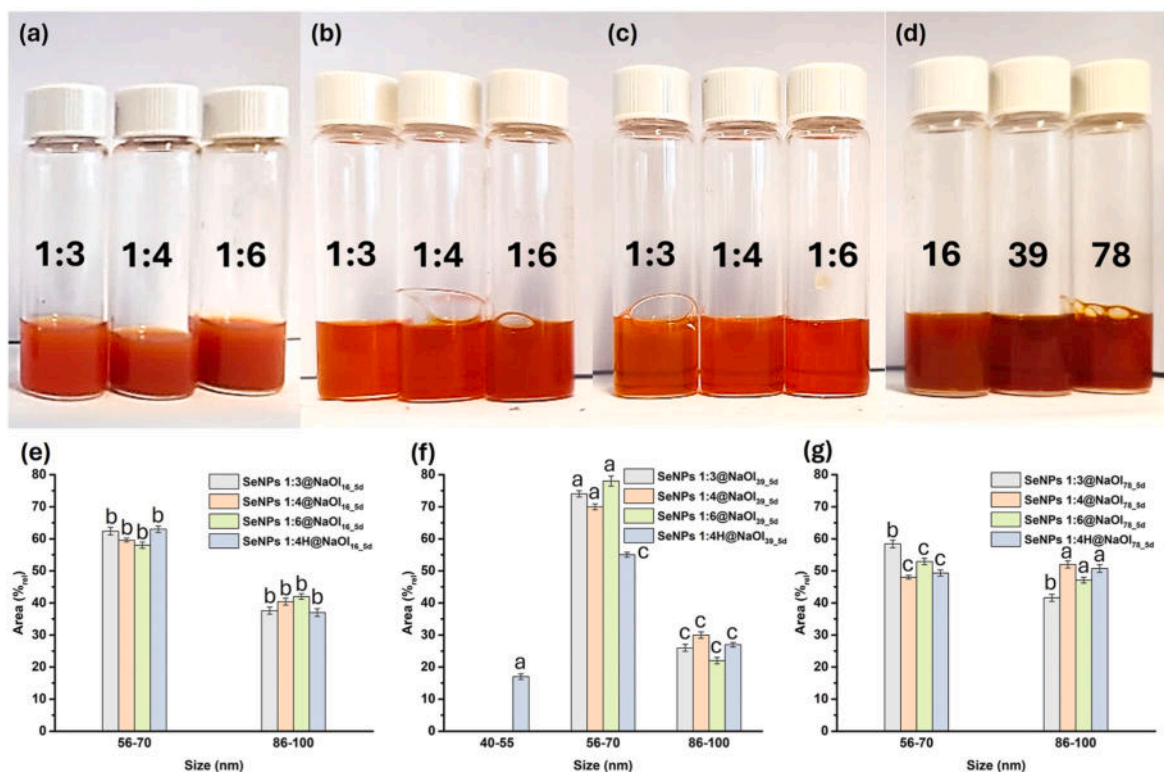 (a)
(b)
(c)
(d)
1:3 1:4 1:6
1:3 1:4 1:6
1:3 1:4 1:6
16 39 78
(e)
SeNPs 1:3@NaOl16_5d
SeNPs 1:4@NaOl16_5d
SeNPs 1:6@NaOl16_5d
SeNPs 1:4H@NaOl16_5d
80
70
60
50
40
30
20
10
0
Area (%rel)
b b b b
b b b b
56-70 86-100
Size (nm)
(f)
SeNPs 1:3@NaOl39_5d
SeNPs 1:4@NaOl39_5d
SeNPs 1:6@NaOl39_5d
SeNPs 1:4H@NaOl39_5d
80
70
60
50
40
30
20
10
0
Area (%rel)
a
a a a c
c c c c
40-55 56-70 86-100
Size (nm)
(g)
SeNPs 1:3@NaOl78_5d
SeNPs 1:4@NaOl78_5d
SeNPs 1:6@NaOl78_5d
SeNPs 1:4H@NaOl78_5d
80
70
60
50
40
30
20
10
0
Area (%rel)
b c c c
b a a a
56-70 86-100
Size (nm)